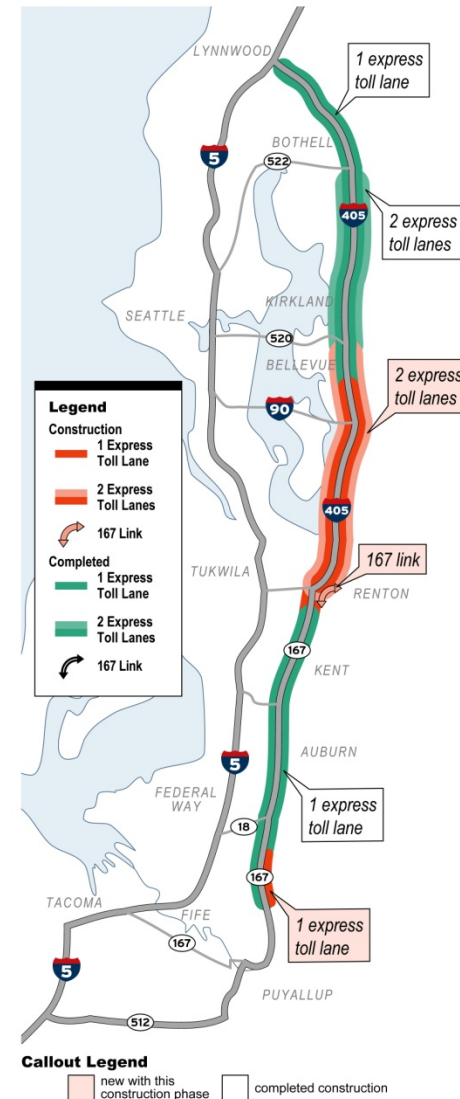 LYNNWOOD
1 express
toll lane
BOTHELL
5
522
405
2 express
toll lanes
KIRKLAND
SEATTLE
520
BELLEVUE
2 express
toll lanes
90
Legend
Construction
1 Express
Toll Lane
2 Express
Toll Lanes
167 Link
Completed
1 Express
Toll Lane
2 Express
Toll Lanes
167 Link
405
167 link
TUKWILA
RENTON
167
KENT
AUBURN
5
FEDERAL
WAY
1 express
toll lane
18
167
TACOMA
FIFE
1 express
toll lane
167
5
PUYALLUP
512
Callout Legend
new with this
construction phase
completed construction